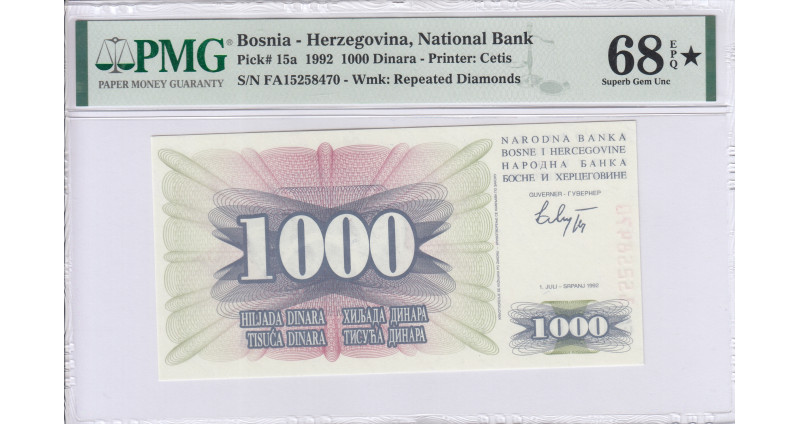 PMG®
PAPER MONEY GUARANTY
Bosnia - Herzegovina, National Bank
Pick# 15a 1992 1000 Dinara - Printer: Cetis
S/N FA15258470 - Wmk: Repeated Diamonds
68 EPQ ★
Superb Gem Unc
NARODNA BANKA
BOSNE I HERCEGOVINE
НАРОДНА БАНКА
БОСНЕ И ХЕРЦЕГОВИНЕ
GUVERNER - ГУВЕРНЕР
1. JULI - SRPANJ 1992
1000
HILJADA DINARA ХИЉАДА ДИНАРА
TISUĆA DINARA ТИСУЋА ДИНАРА
1000